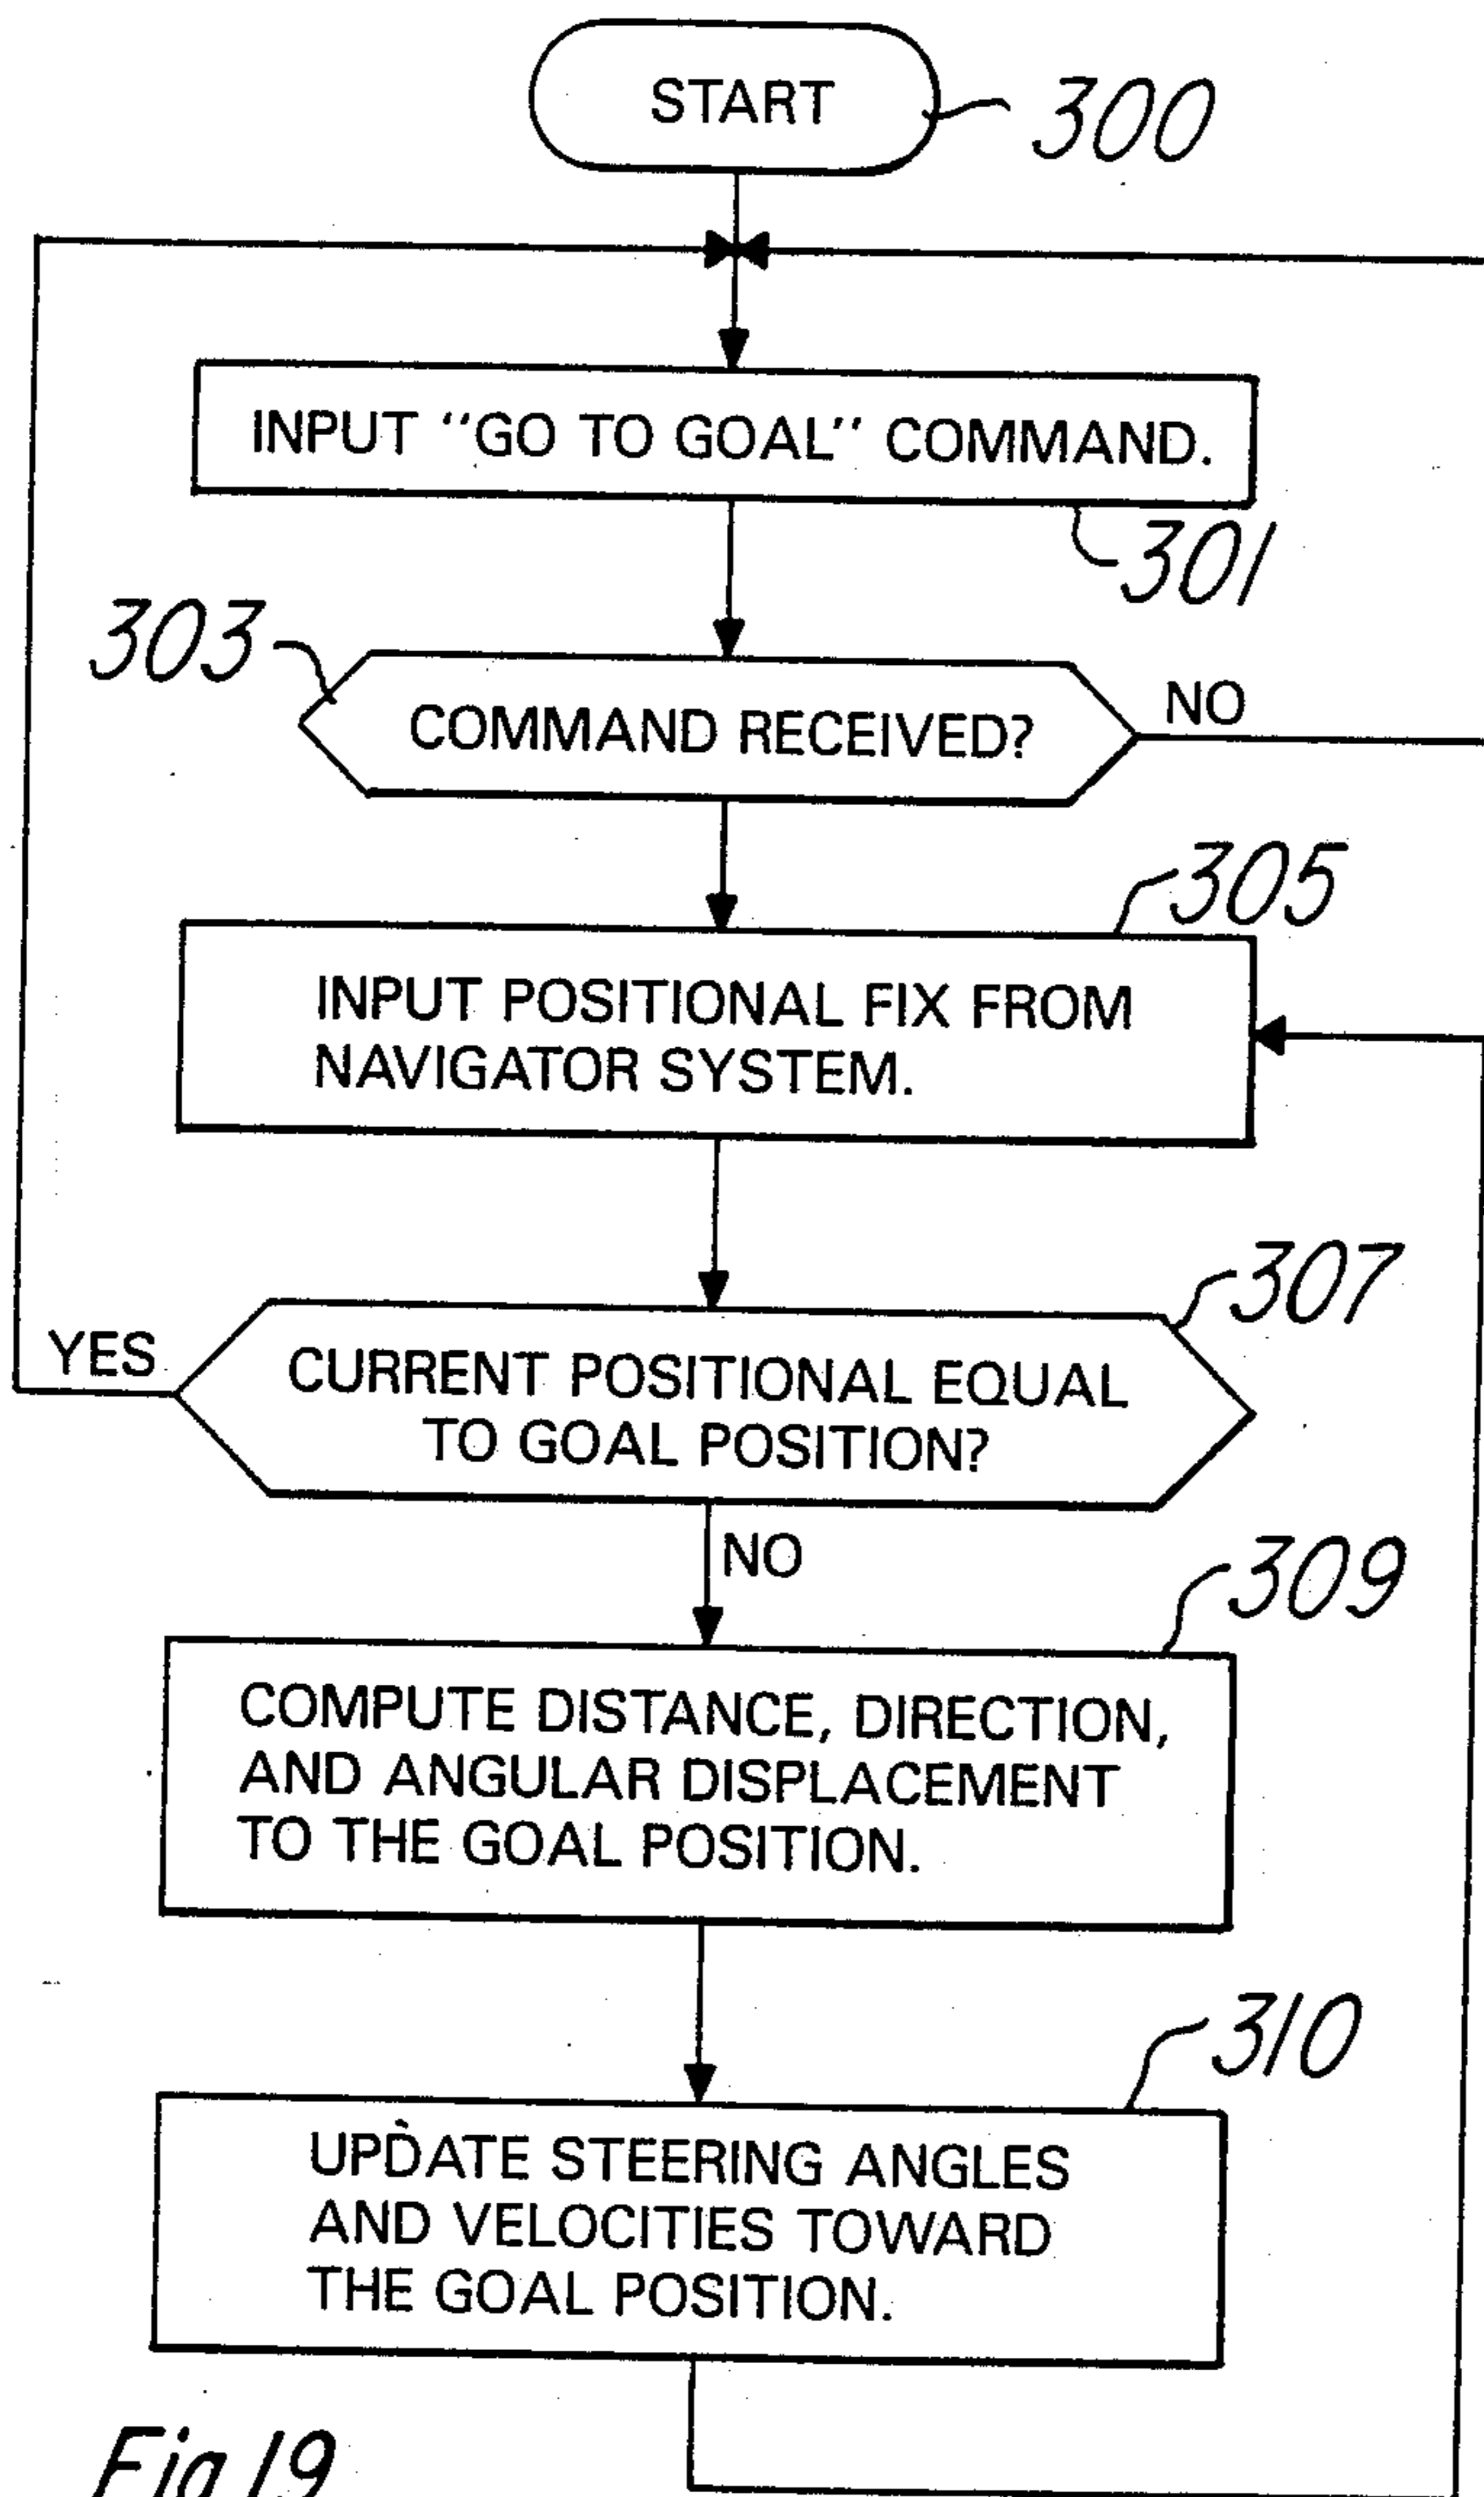 START
300
INPUT “GO TO GOAL” COMMAND.
301
303
COMMAND RECEIVED?
NO
305
INPUT POSITIONAL FIX FROM
NAVIGATOR SYSTEM.
307
YES
CURRENT POSITIONAL EQUAL
TO GOAL POSITION?
NO
309
COMPUTE DISTANCE, DIRECTION,
AND ANGULAR DISPLACEMENT
TO THE GOAL POSITION.
310
UPDATE STEERING ANGLES
AND VELOCITIES TOWARD
THE GOAL POSITION.
Fig 19